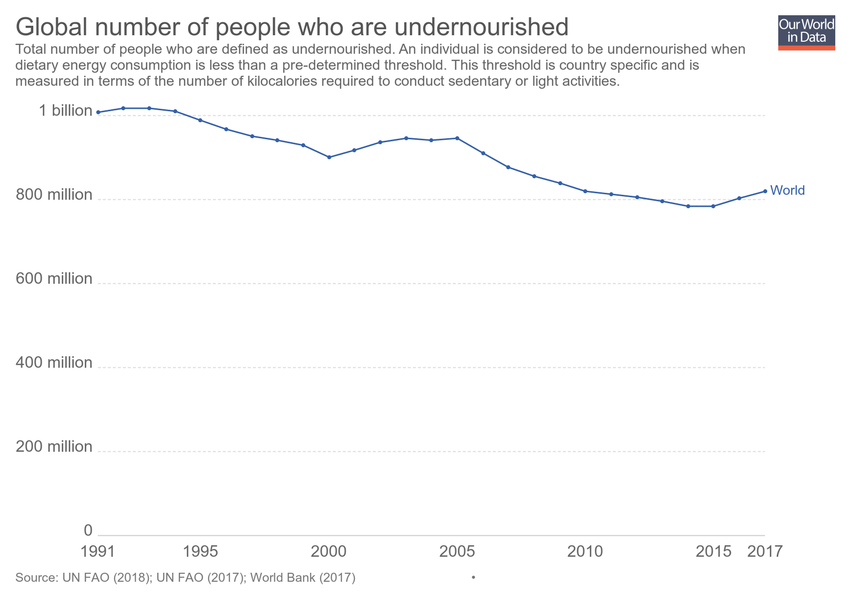 Global number of people who are undernourished
Our World
in Data
Total number of people who are defined as undernourished. An individual is considered to be undernourished when
dietary energy consumption is less than a pre-determined threshold. This threshold is country specific and is
measured in terms of the number of kilocalories required to conduct sedentary or light activities.
1 billion
800 million
World
600 million
400 million
200 million
0
1991 1995 2000 2005 2010 2015 2017
Source: UN FAO (2018); UN FAO (2017); World Bank (2017) •